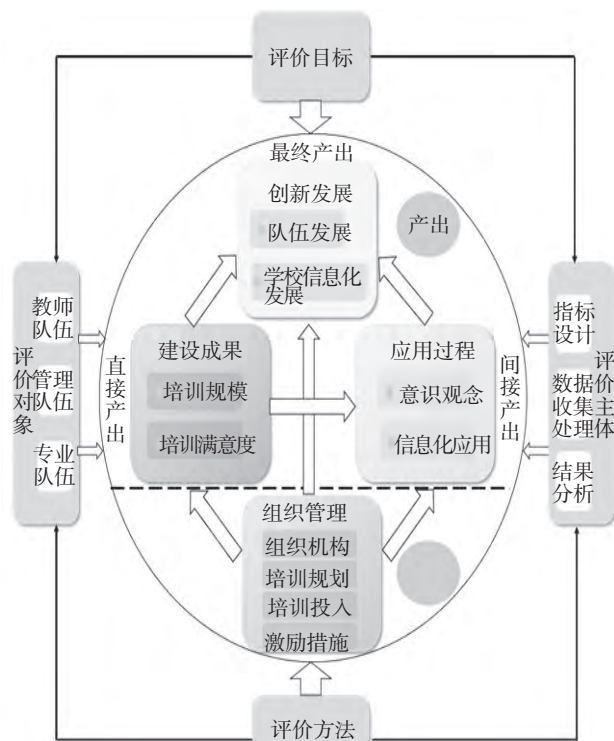 评价目标
最终产出
创新发展
队伍发展
学校信息化
发展
产出
评价对象
教师
队伍
管理
队伍
专业
队伍
直接产出
建设成果
培训规模
培训满意度
应用过程
意识观念
信息化应用
间接产出
指标
设计
数据
收集
处理
结果
分析
评价主体
组织管理
组织机构
培训规划
培训投入
激励措施
评价方法